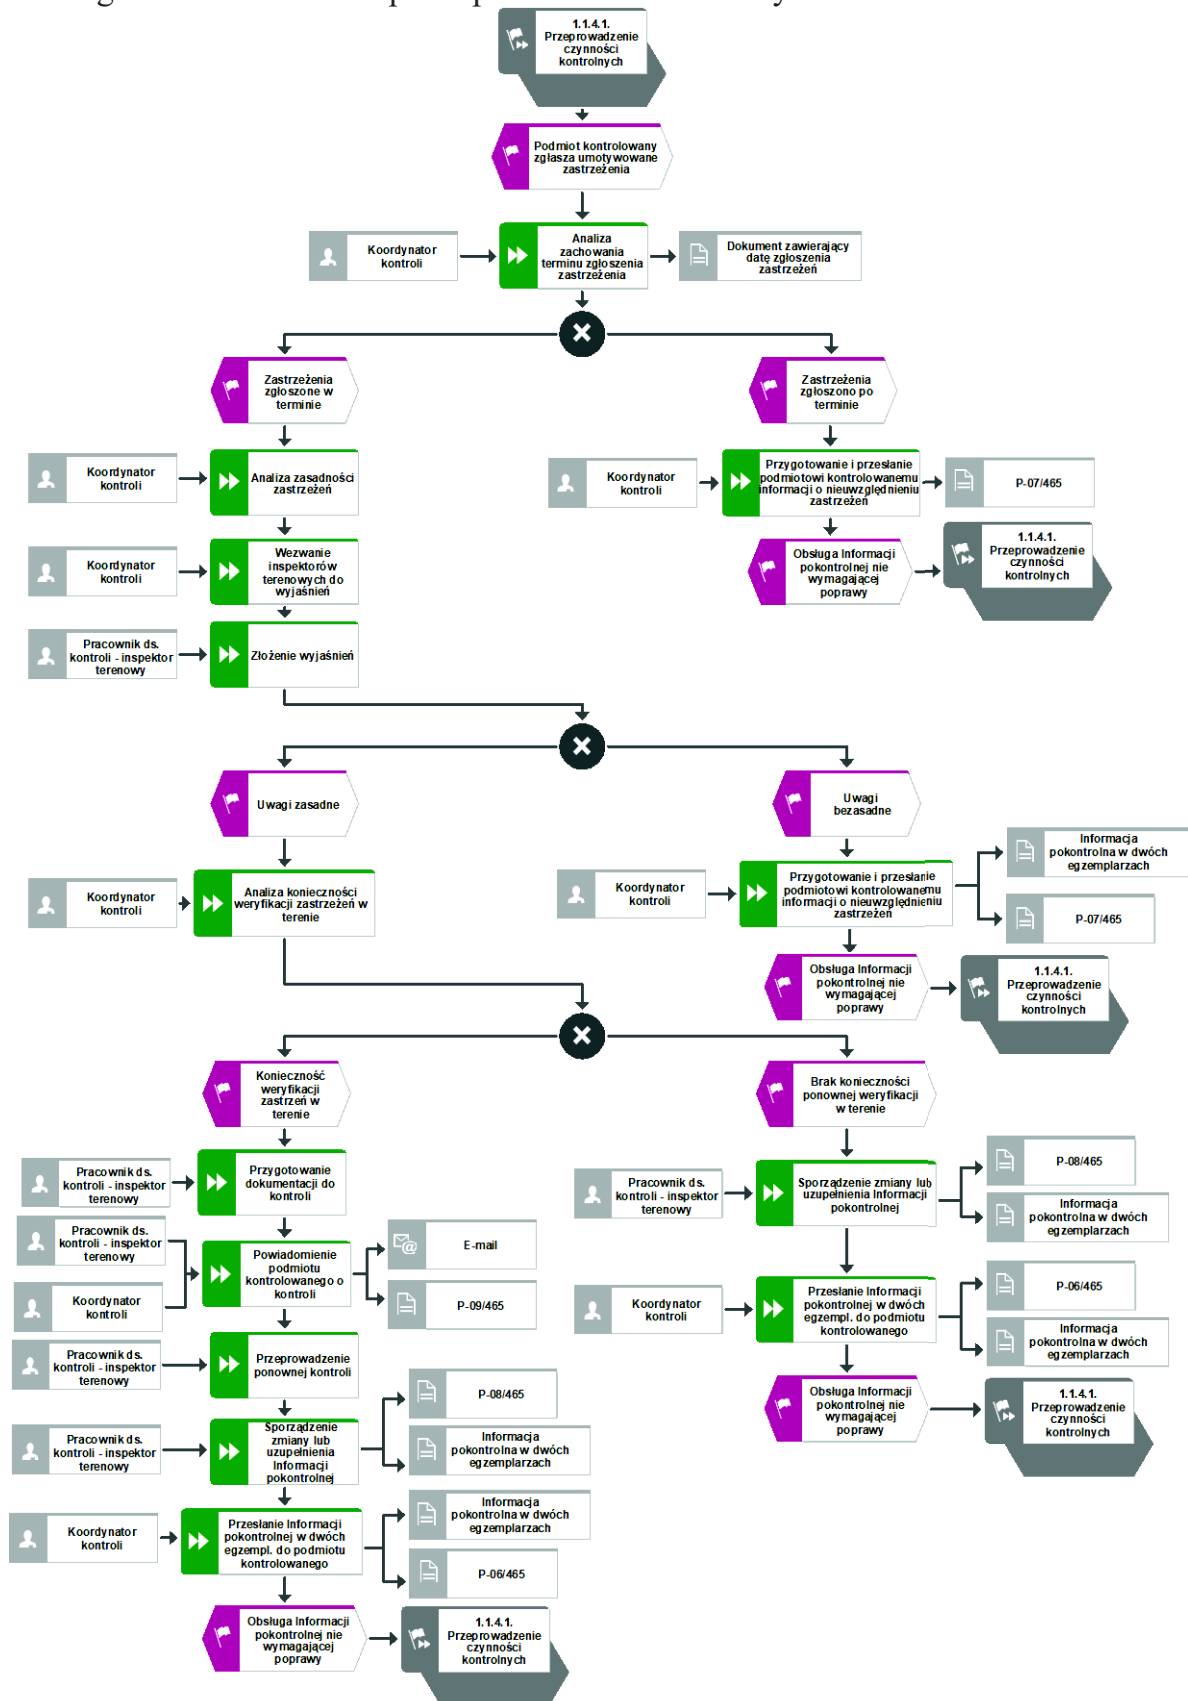 1.1.4.1.
Przeprowadzenie
czynności
kontrolnych
Podmiot kontrolowany
zgłasza umotywowane
zastrzeżenia
Koordynator
kontroli
Analiza
zachowania
terminu zgłoszenia
zastrzeżenia
Dokument zawierający
datę zgłoszenia
zastrzeżeń
Zastrzeżenia
zgłoszone w
terminie
Zastrzeżenia
zgłoszono po
terminie
Koordynator
kontroli
Analiza zasadności
zastrzeżeń
Koordynator
kontroli
Przygotowanie i przesłanie
podmiotowi kontrolowanemu
informacji o nieuwzględnieniu
zastrzeżeń
P-07/465
Koordynator
kontroli
Wezwanie
inspektorów
terenowych do
wyjaśnień
Obsługa Informacji
pokontrolnej nie
wymagającej
poprawy
1.1.4.1.
Przeprowadzenie
czynności
kontrolnych
Pracownik ds.
kontroli - inspektor
terenowy
Złożenie wyjaśnień
Uwagi zasadne
Uwagi
bezasadne
Koordynator
kontroli
Analiza konieczności
weryfikacji zastrzeżeń w
terenie
Koordynator
kontroli
Przygotowanie i przesłanie
podmiotowi kontrolowanemu
informacji o nieuwzględnieniu
zastrzeżeń
Informacja
pokontrolna w dwóch
egzemplarzach
P-07/465
Obsługa Informacji
pokontrolnej nie
wymagającej
poprawy
1.1.4.1.
Przeprowadzenie
czynności
kontrolnych
Konieczność
weryfikacji
zastrzeń w
terenie
Brak konieczności
ponownej weryfikacji
w terenie
Pracownik ds.
kontroli - inspektor
terenowy
Przygotowanie
dokumentacji do
kontroli
Pracownik ds.
kontroli - inspektor
terenowy
Sporządzenie zmiany lub
uzupełnienia Informacji
pokontrolnej
P-08/465
Informacja
pokontrolna w dwóch
egzemplarzach
Pracownik ds.
kontroli - inspektor
terenowy
Koordynator
kontroli
Powiadomienie
podmiotu
kontrolowanego o
kontroli
E-mail
P-09/465
Koordynator
kontroli
Przesłanie Informacji
pokontrolnej w dwóch
egzempl. do podmiotu
kontrolowanego
P-06/465
Informacja
pokontrolna w dwóch
egzemplarzach
Pracownik ds.
kontroli - inspektor
terenowy
Przeprowadzenie
ponownej kontroli
Obsługa Informacji
pokontrolnej nie
wymagającej
poprawy
1.1.4.1.
Przeprowadzenie
czynności
kontrolnych
Pracownik ds.
kontroli - inspektor
terenowy
Sporządzenie
zmiany lub
uzupełnienia
Informacji
pokontrolnej
P-08/465
Informacja
pokontrolna w dwóch
egzemplarzach
Koordynator
kontroli
Przesłanie Informacji
pokontrolnej w dwóch
egzempl. do podmiotu
kontrolowanego
Informacja
pokontrolna w dwóch
egzemplarzach
P-06/465
Obsługa Informacji
pokontrolnej nie
wymagającej
poprawy
1.1.4.1.
Przeprowadzenie
czynności
kontrolnych